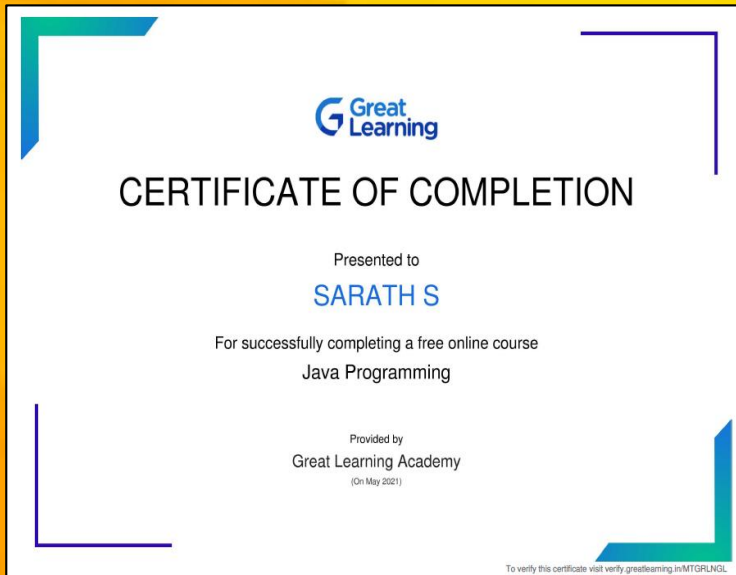 Great
Learning
CERTIFICATE OF COMPLETION
Presented to
SARATH S
For successfully completing a free online course
Java Programming
Provided by
Great Learning Academy
(On May 2021)
To verify this certificate visit verify.greatlearning.in/MTGRLNGL